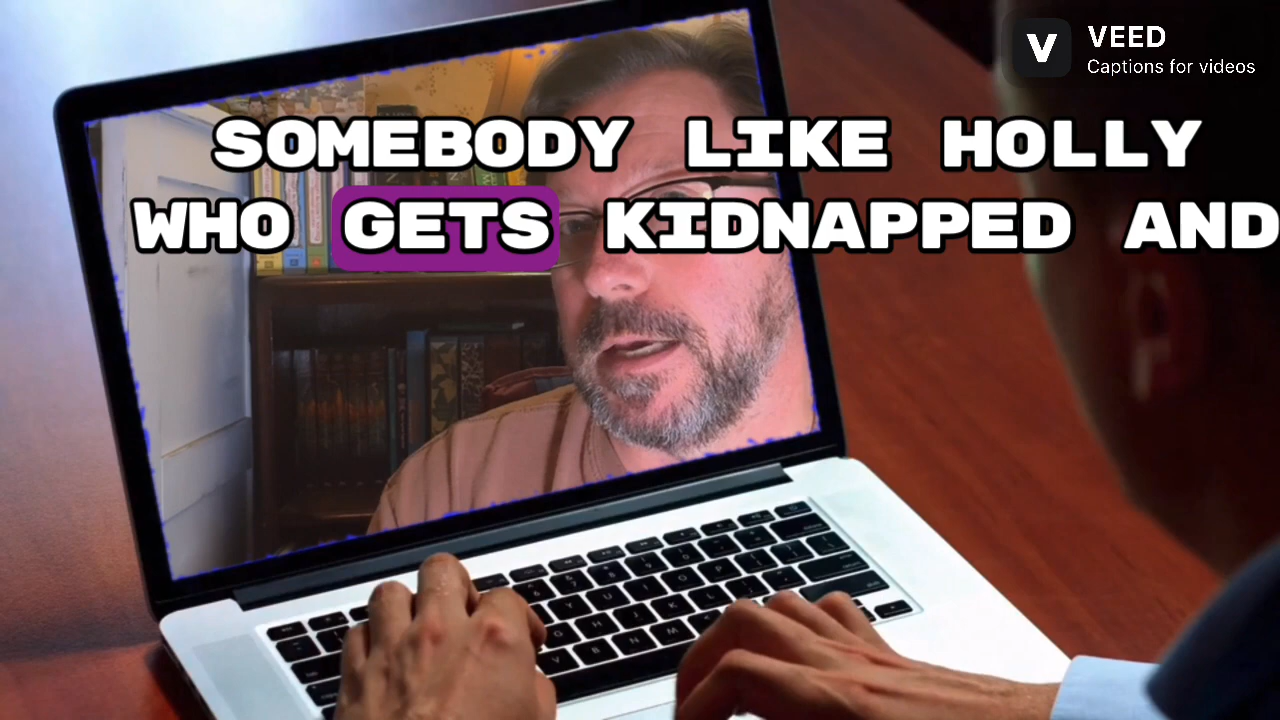 VEED
Captions for videos
SOMEBODY LIKE HOLLY
WHO GETS KIDNAPPED AND